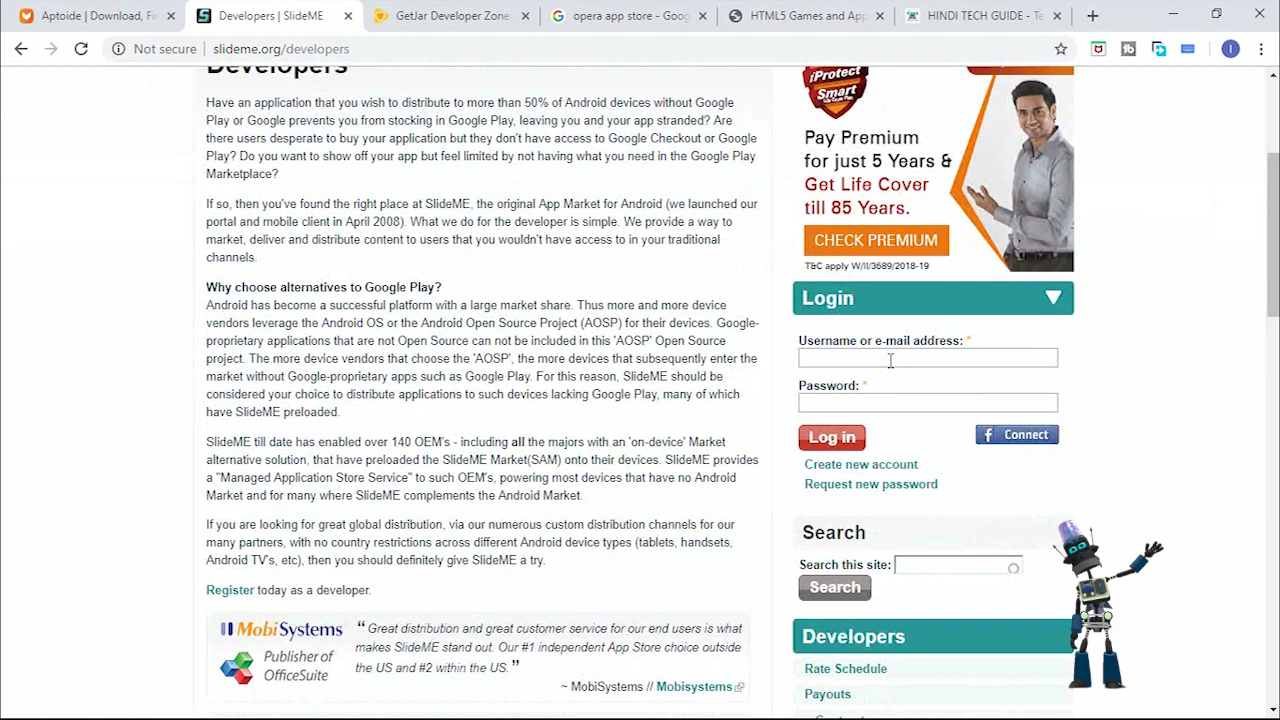 Aptoide | Download, Fi
Developers | SlideME
GetJar Developer Zone
opera app store - Goog
HTML5 Games and App
HINDI TECH GUIDE - Te
Not secure
slideme.org/developers
Developers
Have an application that you wish to distribute to more than 50% of Android devices without Google
Play or Google prevents you from stocking in Google Play, leaving you and your app stranded? Are
there users desperate to buy your application but they don't have access to Google Checkout or Google
Play? Do you want to show off your app but feel limited by not having what you need in the Google Play
Marketplace?
If so, then you've found the right place at SlideME, the original App Market for Android (we launched our
portal and mobile client in April 2008). What we do for the developer is simple. We provide a way to
market, deliver and distribute content to users that you wouldn't have access to in your traditional
channels.
Why choose alternatives to Google Play?
Android has become a successful platform with a large market share. Thus more and more device
vendors leverage the Android OS or the Android Open Source Project (AOSP) for their devices. Google-
proprietary applications that are not Open Source can not be included in this 'AOSP' Open Source
project. The more device vendors that choose the 'AOSP', the more devices that subsequently enter the
market without Google-proprietary apps such as Google Play. For this reason, SlideME should be
considered your choice to distribute applications to such devices lacking Google Play, many of which
have SlideME preloaded.
SlideME till date has enabled over 140 OEM's - including all the majors with an 'on-device' Market
alternative solution, that have preloaded the SlideME Market(SAM) onto their devices. SlideME provides
a "Managed Application Store Service" to such OEM's, powering most devices that have no Android
Market and for many where SlideME complements the Android Market.
If you are looking for great global distribution, via our numerous custom distribution channels for our
many partners, with no country restrictions across different Android device types (tablets, handsets,
Android TV's, etc), then you should definitely give SlideME a try.
Register today as a developer.
MobiSystems
Publisher of
OfficeSuite
“ Great distribution and great customer service for our end users is what
makes SlideME stand out. Our #1 independent App Store choice outside
the US and #2 within the US. ”
~ MobiSystems // Mobisystems
iProtect
Smart
Pay Premium
for just 5 Years &
Get Life Cover
till 85 Years.
CHECK PREMIUM
T&C apply W/II/3689/2018-19
Login
Username or e-mail address: *
Password: *
Log in
f Connect
Create new account
Request new password
Search
Search this site:
Search
Developers
Rate Schedule
Payouts